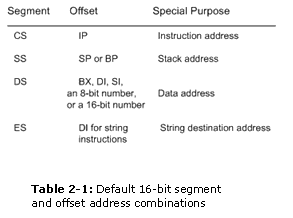 Segment Offset Special Purpose
CS IP Instruction address
SS SP or BP Stack address
DS BX, DI, SI, Data address
an 8-bit number,
or a 16-bit number
ES DI for string String destination address
instructions
Table 2-1: Default 16-bit segment
and offset address combinations